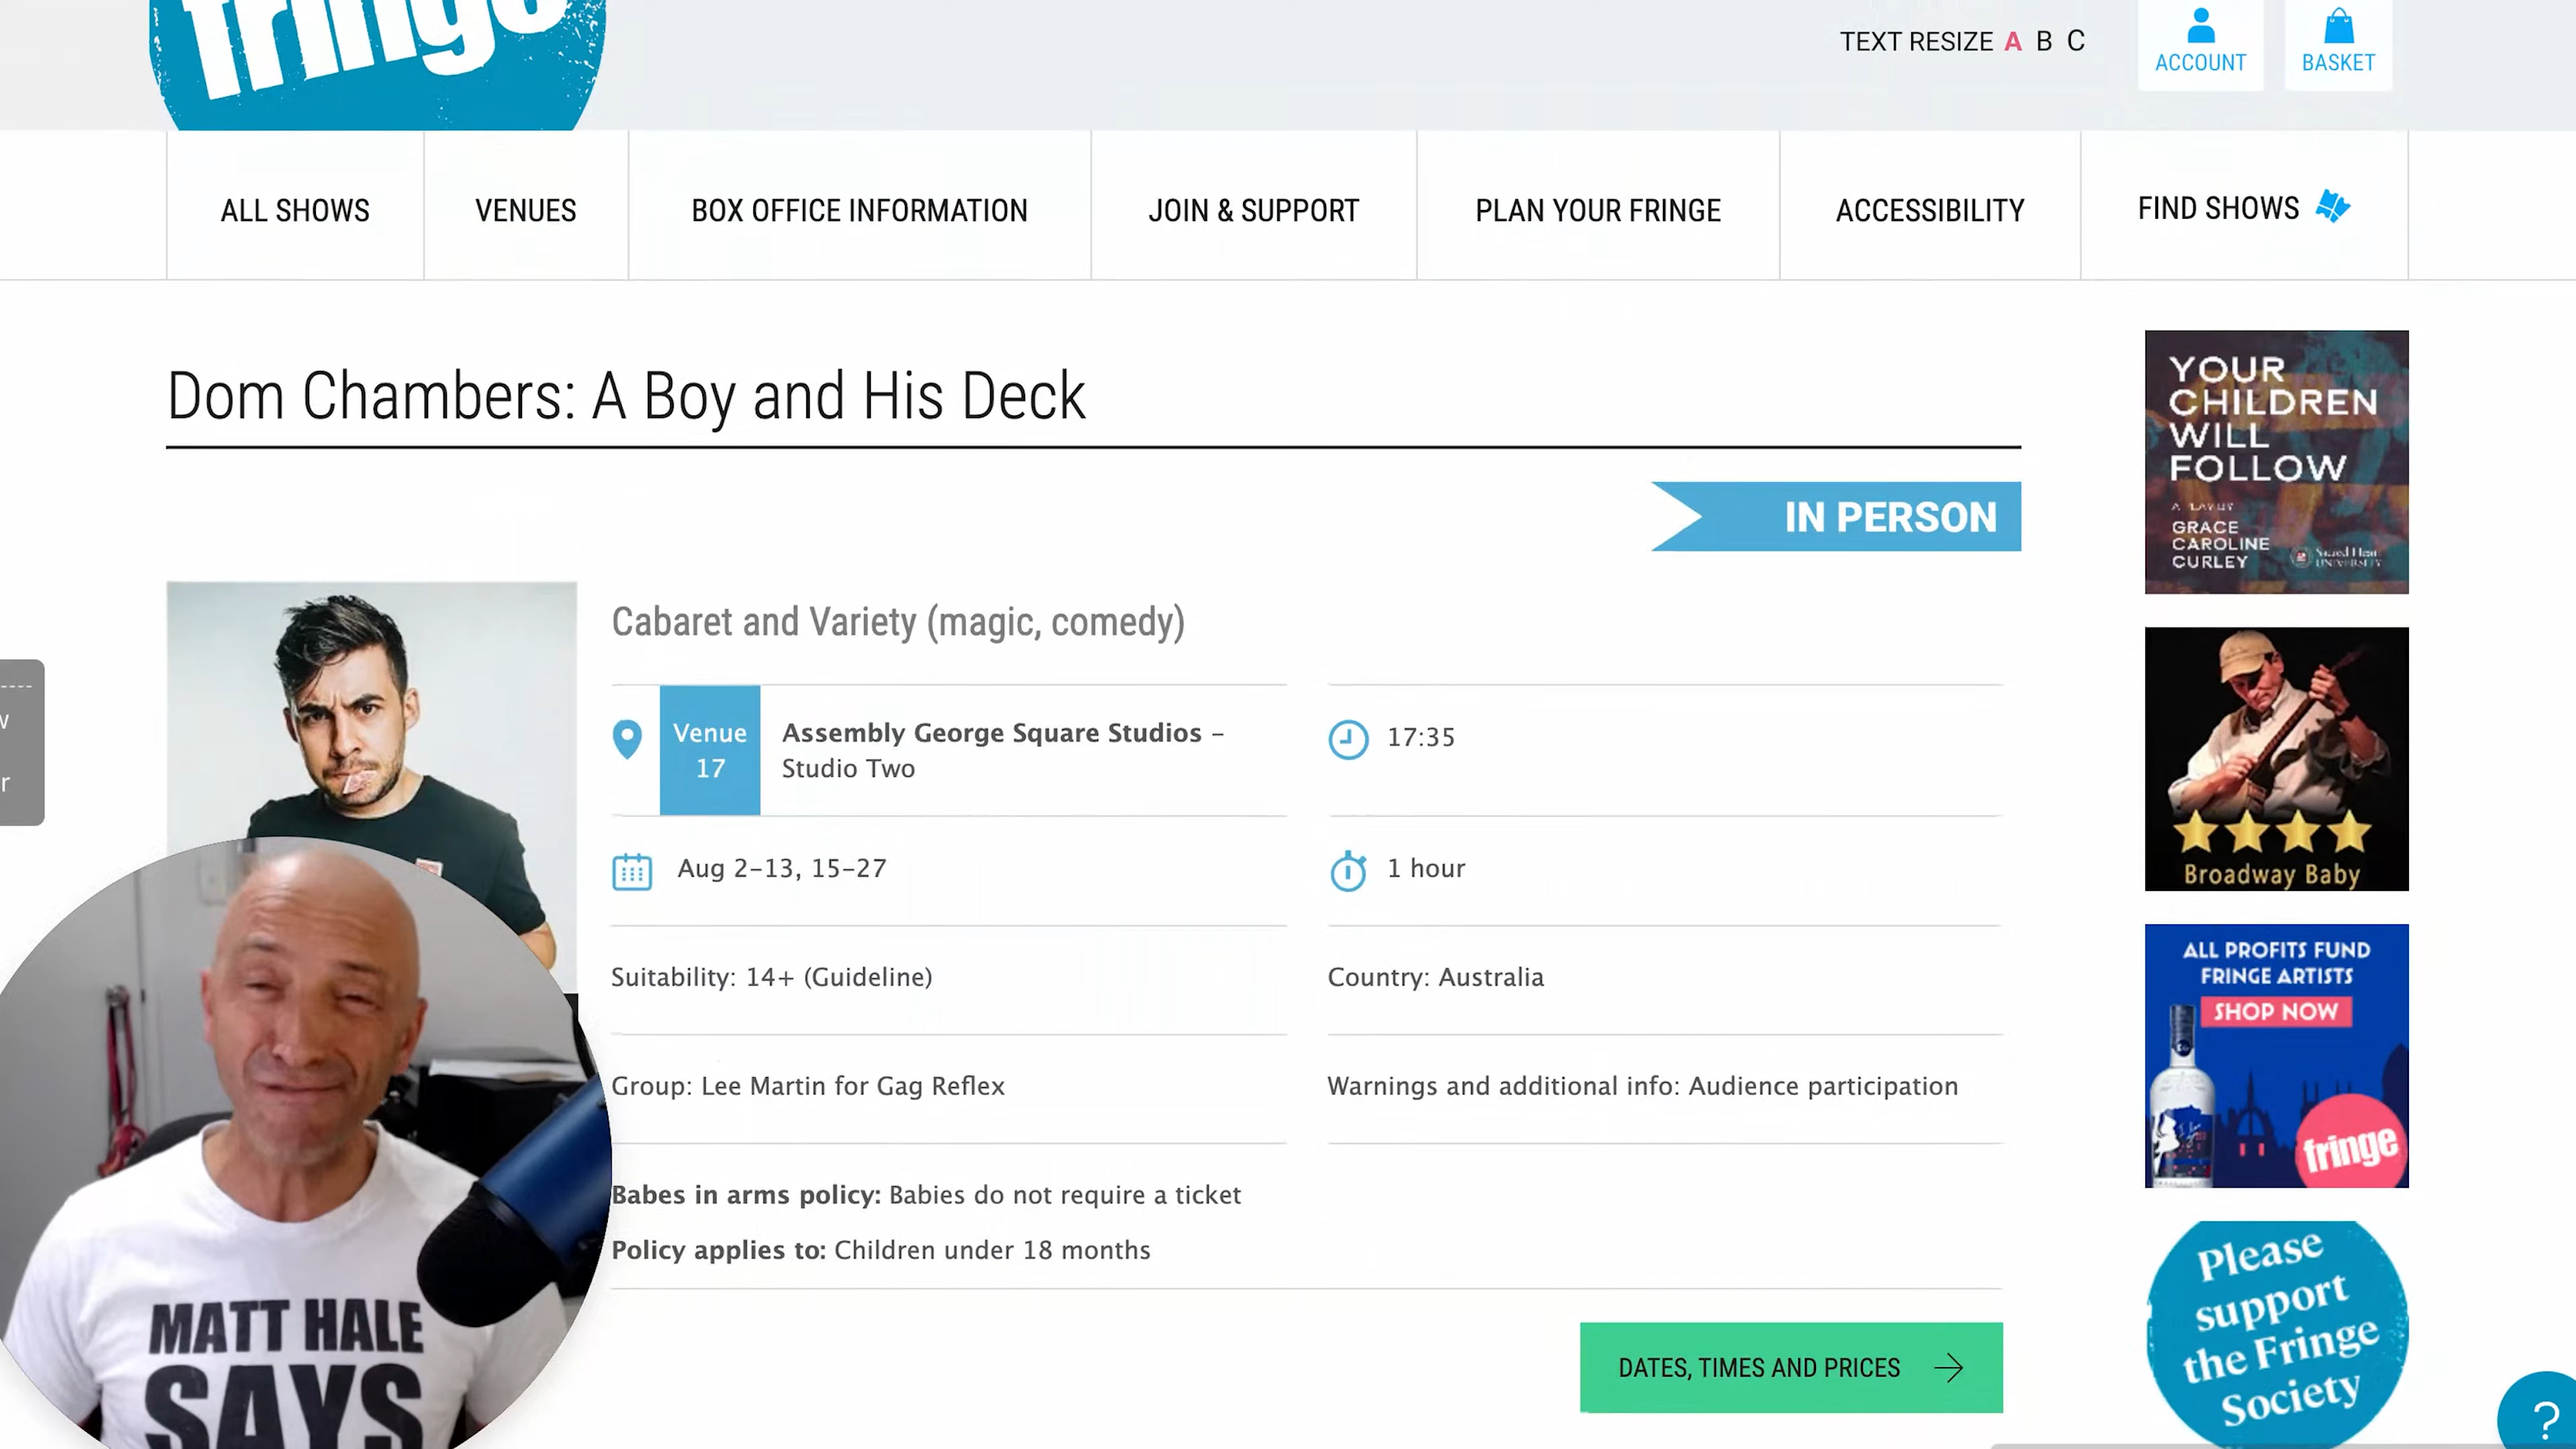 fringe
TEXT RESIZE A B C
ACCOUNT
BASKET
ALL SHOWS
VENUES
BOX OFFICE INFORMATION
JOIN & SUPPORT
PLAN YOUR FRINGE
ACCESSIBILITY
FIND SHOWS
Dom Chambers: A Boy and His Deck
IN PERSON
Cabaret and Variety (magic, comedy)
Venue
17
Assembly George Square Studios –
Studio Two
17:35
Aug 2-13, 15-27
1 hour
Suitability: 14+ (Guideline)
Country: Australia
Group: Lee Martin for Gag Reflex
Warnings and additional info: Audience participation
Babes in arms policy: Babies do not require a ticket
Policy applies to: Children under 18 months
DATES, TIMES AND PRICES
MATT HALE
SAYS
YOUR
CHILDREN
WILL
FOLLOW
A PLAY BY
GRACE
CAROLINE
CURLEY
Sacred Heart
UNIVERSITY
Broadway Baby
ALL PROFITS FUND
FRINGE ARTISTS
SHOP NOW
fringe
Please
support
the Fringe
Society
?